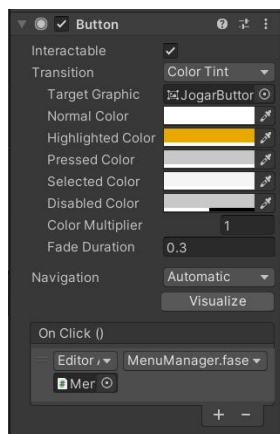 Button
Interactable
Transition Color Tint
Target Graphic JogarButtor
Normal Color
Highlighted Color
Pressed Color
Selected Color
Disabled Color
Color Multiplier 1
Fade Duration 0.3
Navigation Automatic
Visualize
On Click ()
Editor MenuManager.fase
Mer
+ -